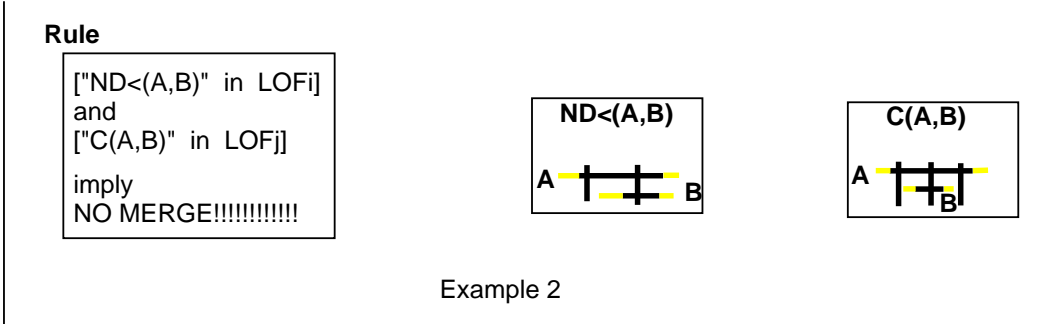 Rule
["ND<(A,B)" in LOFi]
and
["C(A,B)" in LOFj]
imply
NO MERGE!!!!!!!!!!!!
ND<(A,B)
A
B
C(A,B)
A
B
Example 2